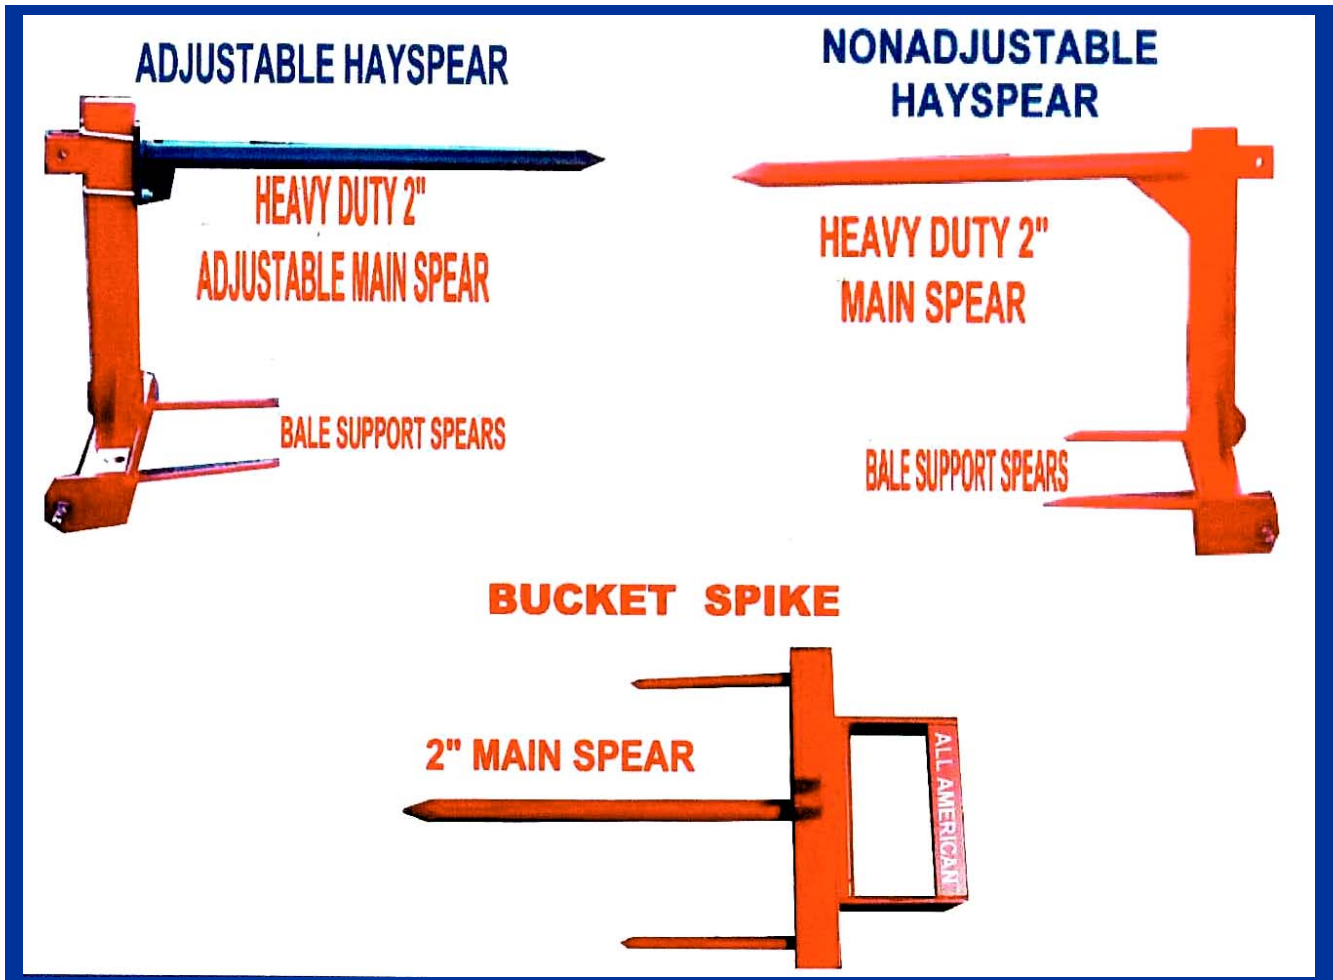 ADJUSTABLE HAYSPEAR
HEAVY DUTY 2"
ADJUSTABLE MAIN SPEAR
BALE SUPPORT SPEARS
NONADJUSTABLE
HAYSPEAR
HEAVY DUTY 2"
MAIN SPEAR
BALE SUPPORT SPEARS
BUCKET SPIKE
2" MAIN SPEAR
ALL AMERICAN